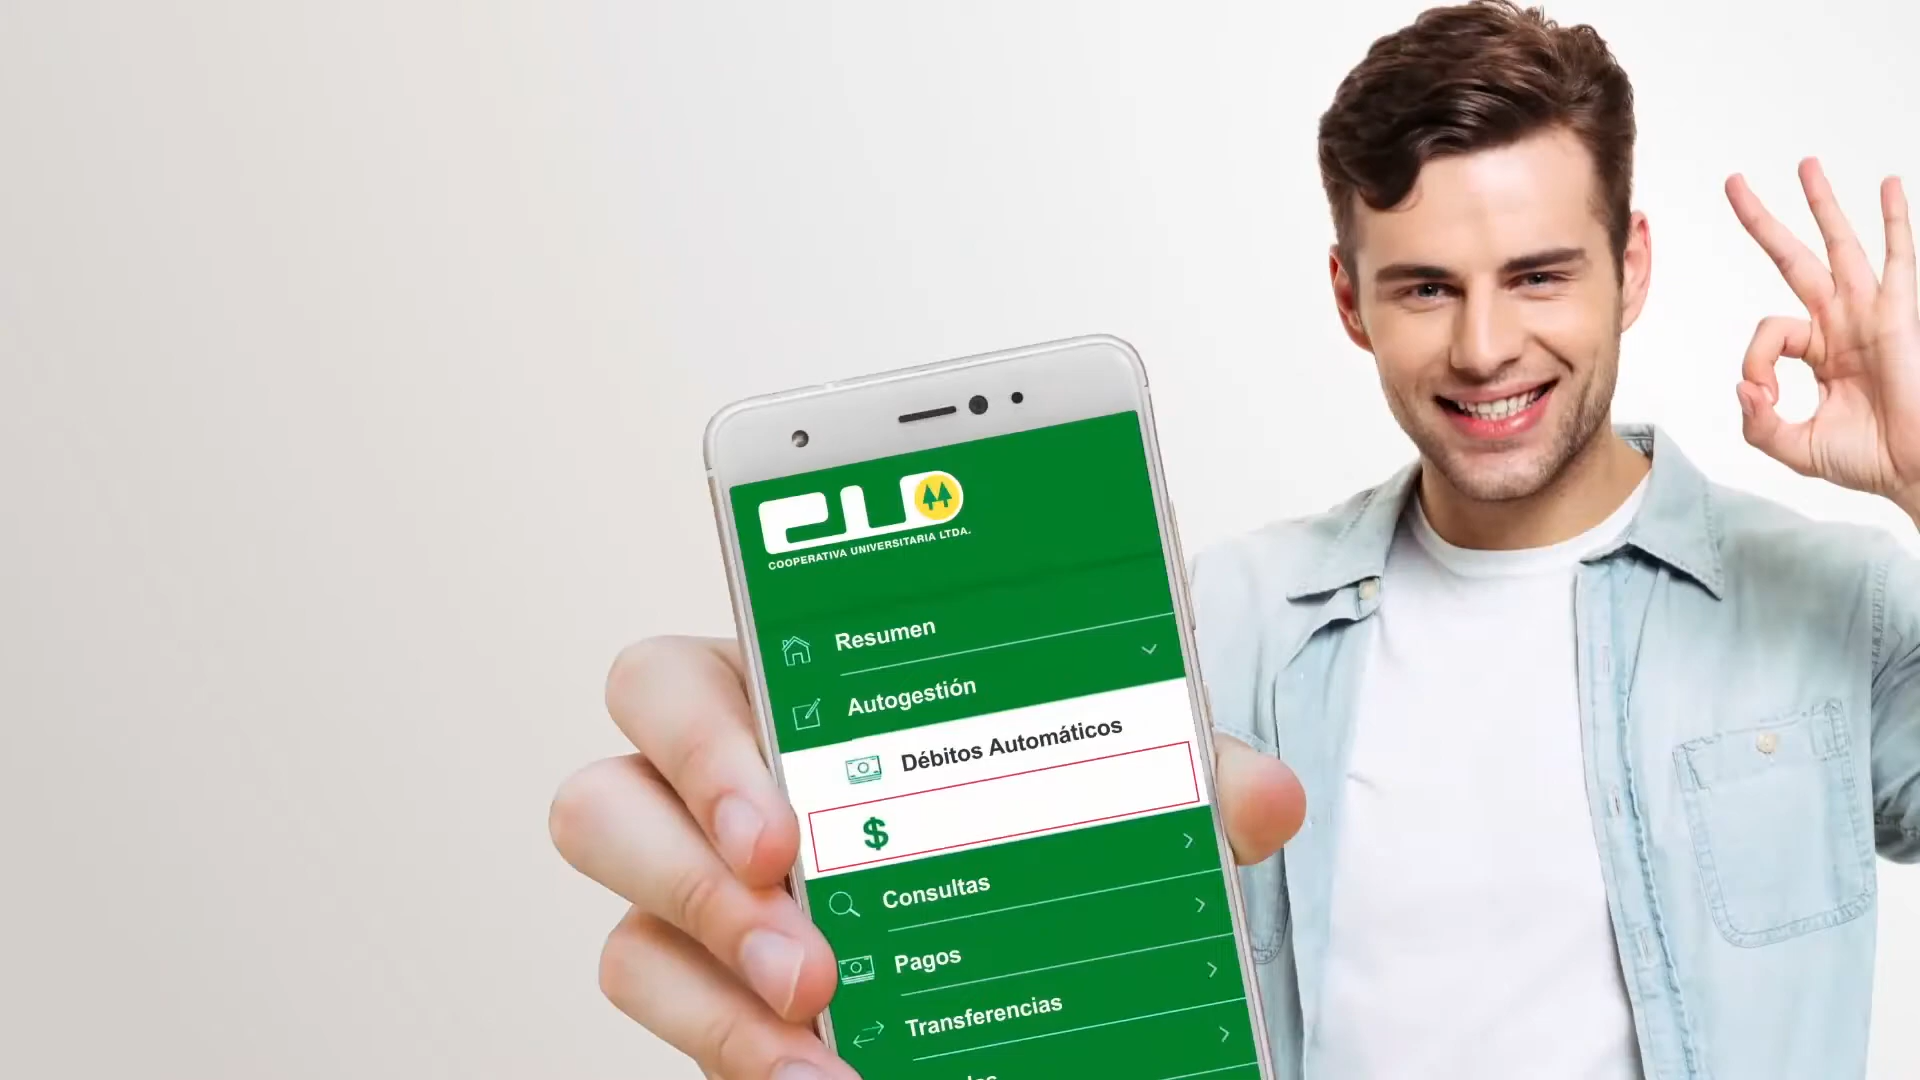 CU
COOPERATIVA UNIVERSITARIA LTDA.
Resumen
Autogestión
Débitos Automáticos
$
Consultas
Pagos
Transferencias